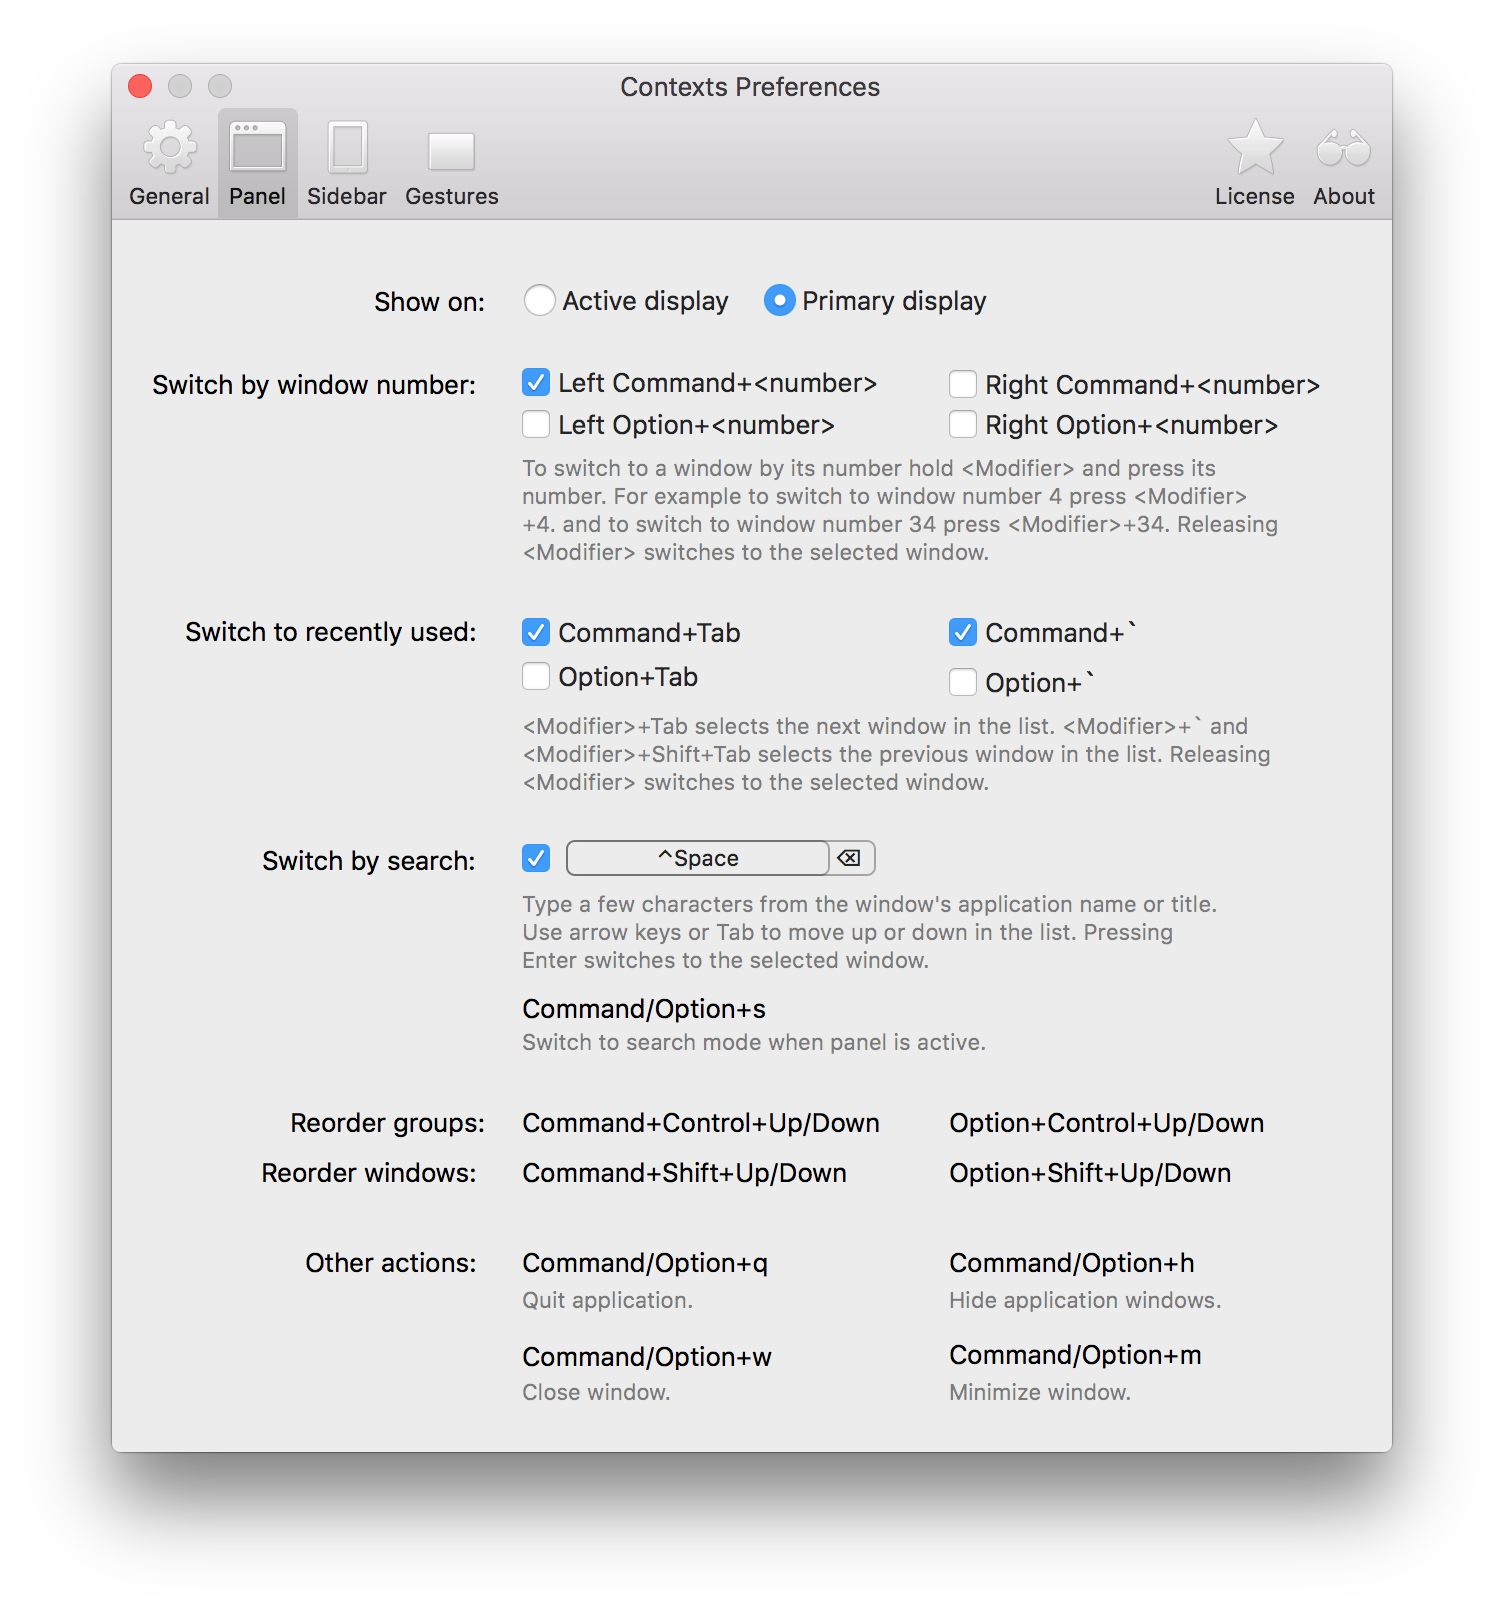 Contexts Preferences
General Panel Sidebar Gestures License About
Show on: Active display Primary display
Switch by window number: Left Command+<number> Right Command+<number>
Left Option+<number> Right Option+<number>
To switch to a window by its number hold <Modifier> and press its
number. For example to switch to window number 4 press <Modifier>
+4. and to switch to window number 34 press <Modifier>+34. Releasing
<Modifier> switches to the selected window.
Switch to recently used: Command+Tab Command+`
Option+Tab Option+`
<Modifier>+Tab selects the next window in the list. <Modifier>+` and
<Modifier>+Shift+Tab selects the previous window in the list. Releasing
<Modifier> switches to the selected window.
Switch by search: ^Space
Type a few characters from the window's application name or title.
Use arrow keys or Tab to move up or down in the list. Pressing
Enter switches to the selected window.
Command/Option+s
Switch to search mode when panel is active.
Reorder groups: Command+Control+Up/Down Option+Control+Up/Down
Reorder windows: Command+Shift+Up/Down Option+Shift+Up/Down
Other actions: Command/Option+q Command/Option+h
Quit application. Hide application windows.
Command/Option+w Command/Option+m
Close window. Minimize window.